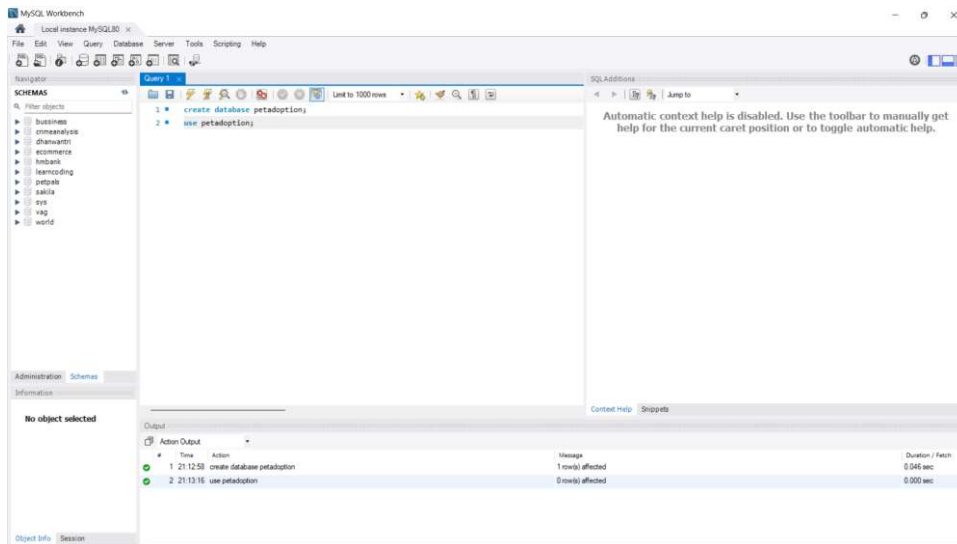 MySQL Workbench
Local instance MySQL80 ×
File Edit View Query Database Server Tools Scripting Help
Navigator
SCHEMAS
Filter objects
bussiness
crimeanalysis
dhanwantri
ecommerce
hmbank
learncoding
petpals
sakila
sys
vag
world
Administration Schemas
Information
No object selected
Object Info Session
Query 1 ×
Limit to 1000 rows
1 create database petadoption;
2 use petadoption;
SQLAdditions
Jump to
Automatic context help is disabled. Use the toolbar to manually get
help for the current caret position or to toggle automatic help.
Context Help Snippets
Output
Action Output
# Time Action Message Duration / Fetch
1 21:12:58 create database petadoption 1 row(s) affected 0.046 sec
2 21:13:16 use petadoption 0 row(s) affected 0.000 sec